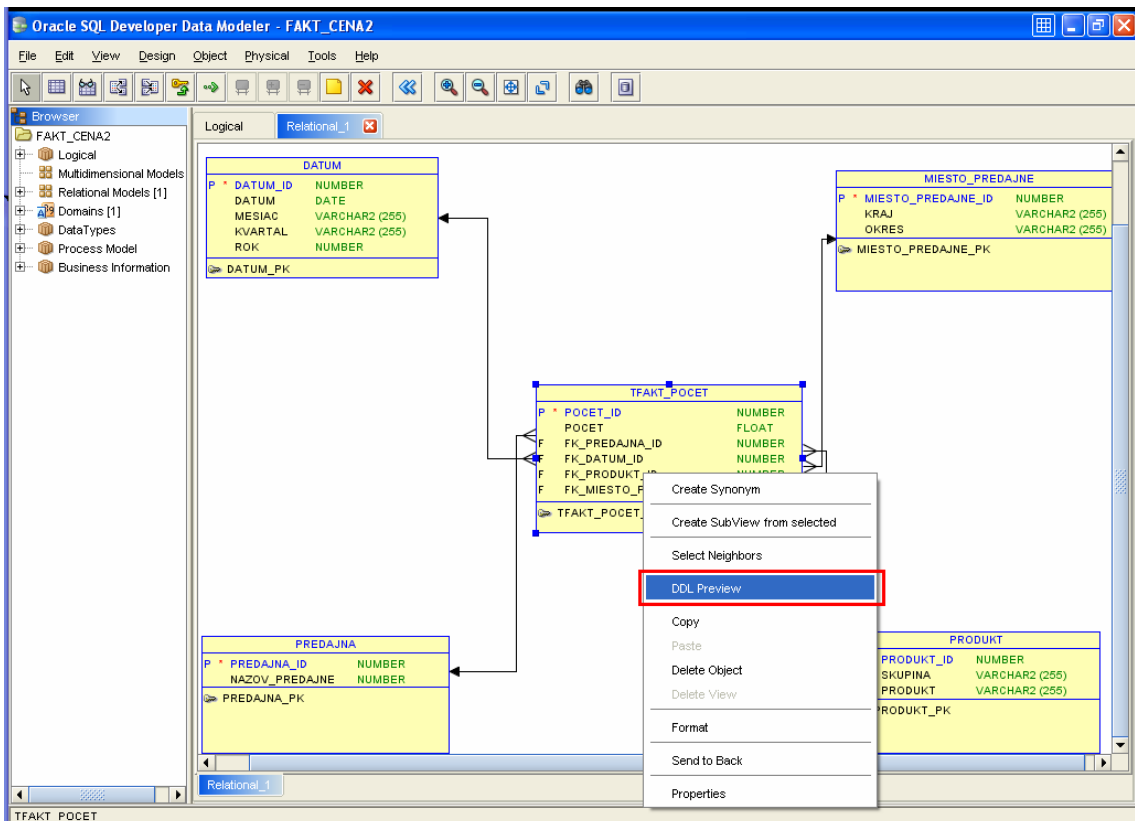 Oracle SQL Developer Data Modeler - FAKT_CENA2
File Edit View Design Object Physical Tools Help
Browser
FAKT_CENA2
Logical
Multidimensional Models
Relational Models [1]
Domains [1]
DataTypes
Process Model
Business Information
Logical Relational_1
DATUM
P * DATUM_ID NUMBER
DATUM DATE
MESIAC VARCHAR2 (255)
KVARTAL VARCHAR2 (255)
ROK NUMBER
DATUM_PK
MIESTO_PREDAJNE
P * MIESTO_PREDAJNE_ID NUMBER
KRAJ VARCHAR2 (255)
OKRES VARCHAR2 (255)
MIESTO_PREDAJNE_PK
TFAKT_POCET
P * POCET_ID NUMBER
POCET FLOAT
F FK_PREDAJNA_ID NUMBER
F FK_DATUM_ID NUMBER
F FK_PRODUKT_ID NUMBER
F FK_MIESTO_P
TFAKT_POCET_
Create Synonym
Create SubView from selected
Select Neighbors
DDL Preview
Copy
Paste
Delete Object
Delete View
Format
Send to Back
Properties
PREDAJNA
P * PREDAJNA_ID NUMBER
NAZOV_PREDAJNE NUMBER
PREDAJNA_PK
PRODUKT
PRODUKT_ID NUMBER
SKUPINA VARCHAR2 (255)
PRODUKT VARCHAR2 (255)
PRODUKT_PK
Relational_1
TFAKT_POCET